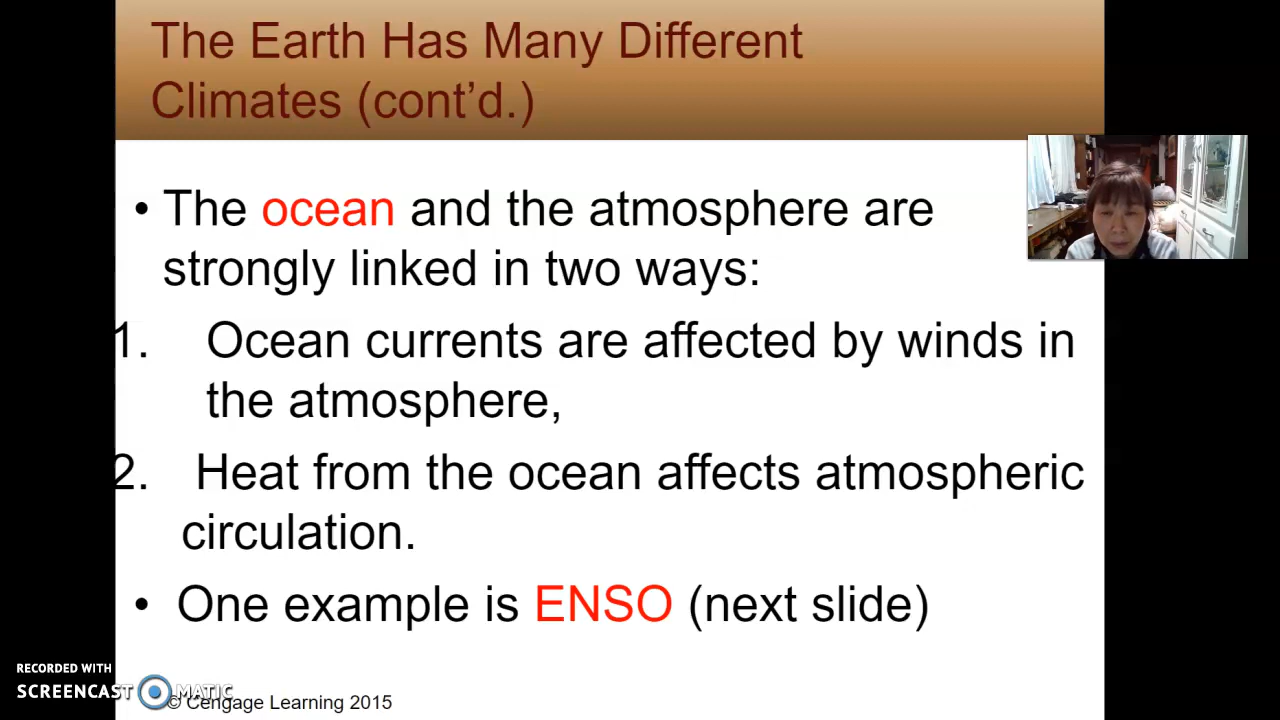 The Earth Has Many Different
Climates (cont’d.)
• The ocean and the atmosphere are
strongly linked in two ways:
1. Ocean currents are affected by winds in
the atmosphere,
2. Heat from the ocean affects atmospheric
circulation.
• One example is ENSO (next slide)
RECORDED WITH
SCREENCAST MATIC
© Cengage Learning 2015